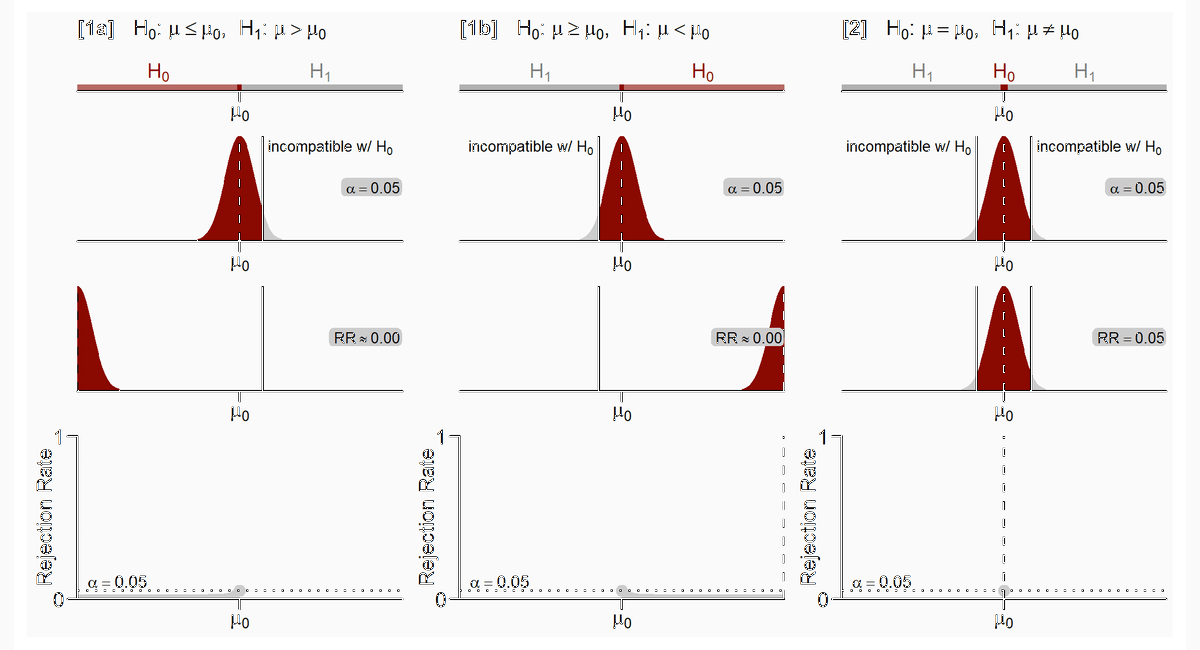 [1a] H₀: μ ≤ μ₀, H₁: μ > μ₀
H₀ H₁
μ₀
incompatible w/ H₀
α = 0.05
μ₀
RR ≈ 0.00
μ₀
1
Rejection Rate
α = 0.05
0
μ₀
[1b] H₀: μ ≥ μ₀, H₁: μ < μ₀
H₁ H₀
μ₀
incompatible w/ H₀
α = 0.05
μ₀
RR ≈ 0.00
μ₀
1
Rejection Rate
α = 0.05
0
μ₀
[2] H₀: μ = μ₀, H₁: μ ≠ μ₀
H₁ H₀ H₁
μ₀
incompatible w/ H₀ incompatible w/ H₀
α = 0.05
μ₀
RR = 0.05
μ₀
1
Rejection Rate
α = 0.05
0
μ₀